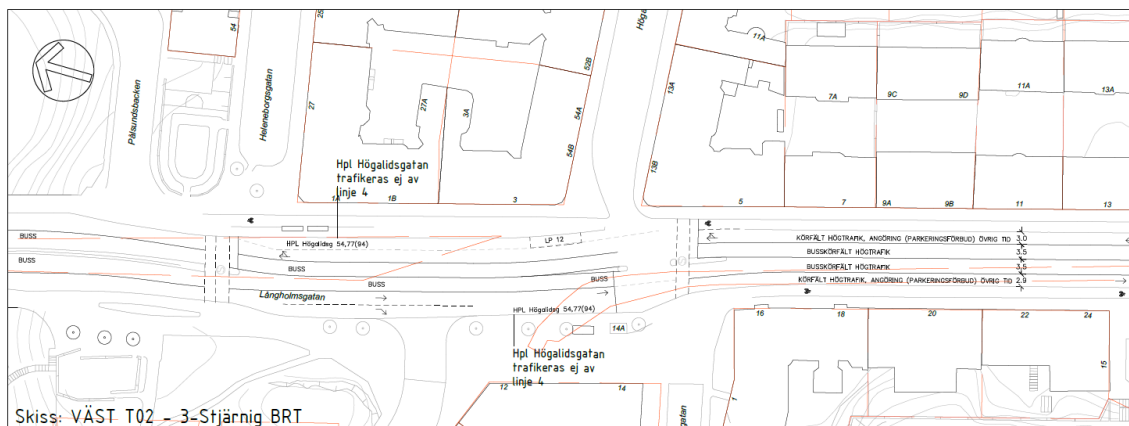 25
54
Pålsundsbacken
Heleneborgsgatan
27
27A
3A
52B
54A
54B
11A
13A
13B
7A
9C
9D
11A
13A
Hpl Högalidsgatan
trafikeras ej av
linje 4
1A
1B
3
5
7
9A
9B
11
13
BUSS
HPL Högalidsg 54,77(94)
LP 12
KÖRFÄLT HÖGTRAFIK, ANGÖRING (PARKERINGSFÖRBUD) ÖVRIG TID 3.0
BUSSKÖRFÄLT HÖGTRAFIK 3.5
BUSS
BUSS
BUSSKÖRFÄLT HÖGTRAFIK 3.5
BUSS
BUSS
KÖRFÄLT HÖGTRAFIK, ANGÖRING (PARKERINGSFÖRBUD) ÖVRIG TID 2.9
Långholmsgatan
HPL Högalidsg 54,77(94)
14A
16
18
20
22
24
15
Hpl Högalidsgatan
trafikeras ej av
linje 4
12
14
1
gatan
Skiss: VÄST T02 - 3-Stjärnig BRT